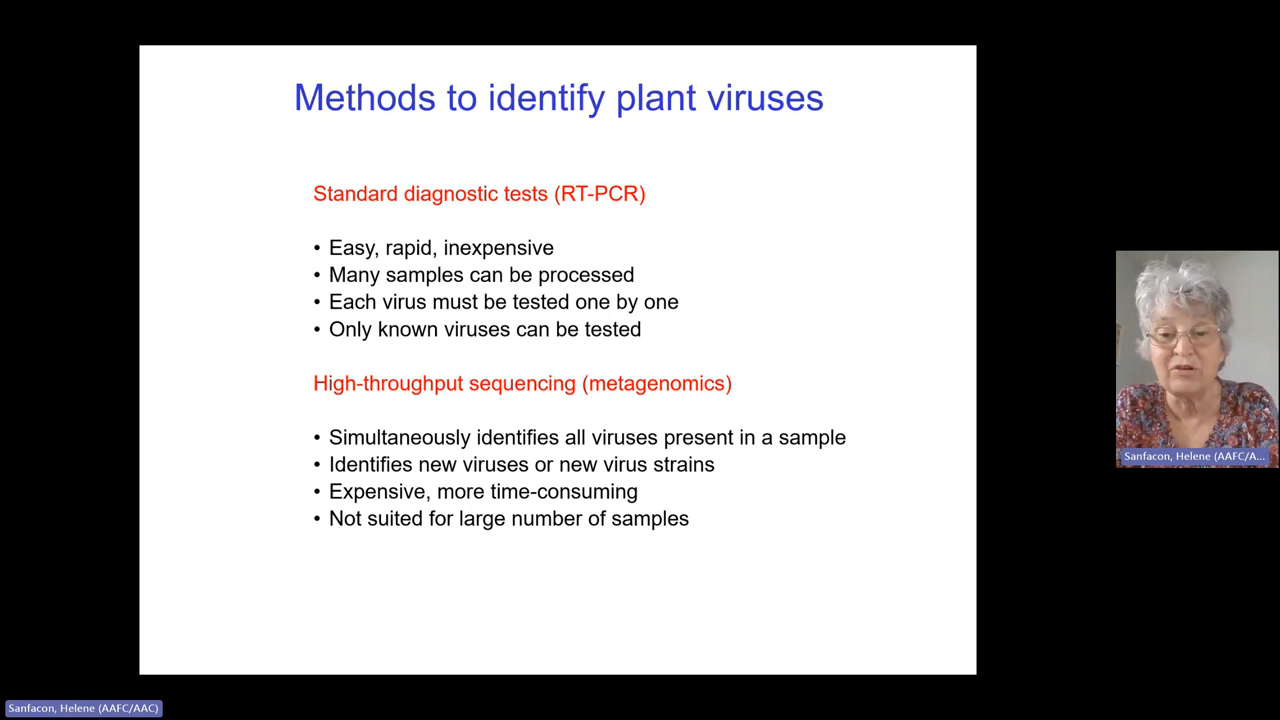 Methods to identify plant viruses
Standard diagnostic tests (RT-PCR)
• Easy, rapid, inexpensive
• Many samples can be processed
• Each virus must be tested one by one
• Only known viruses can be tested
High-throughput sequencing (metagenomics)
• Simultaneously identifies all viruses present in a sample
• Identifies new viruses or new virus strains
• Expensive, more time-consuming
• Not suited for large number of samples
Sanfacon, Helene (AAFC/A...
Sanfacon, Helene (AAFC/AAC)